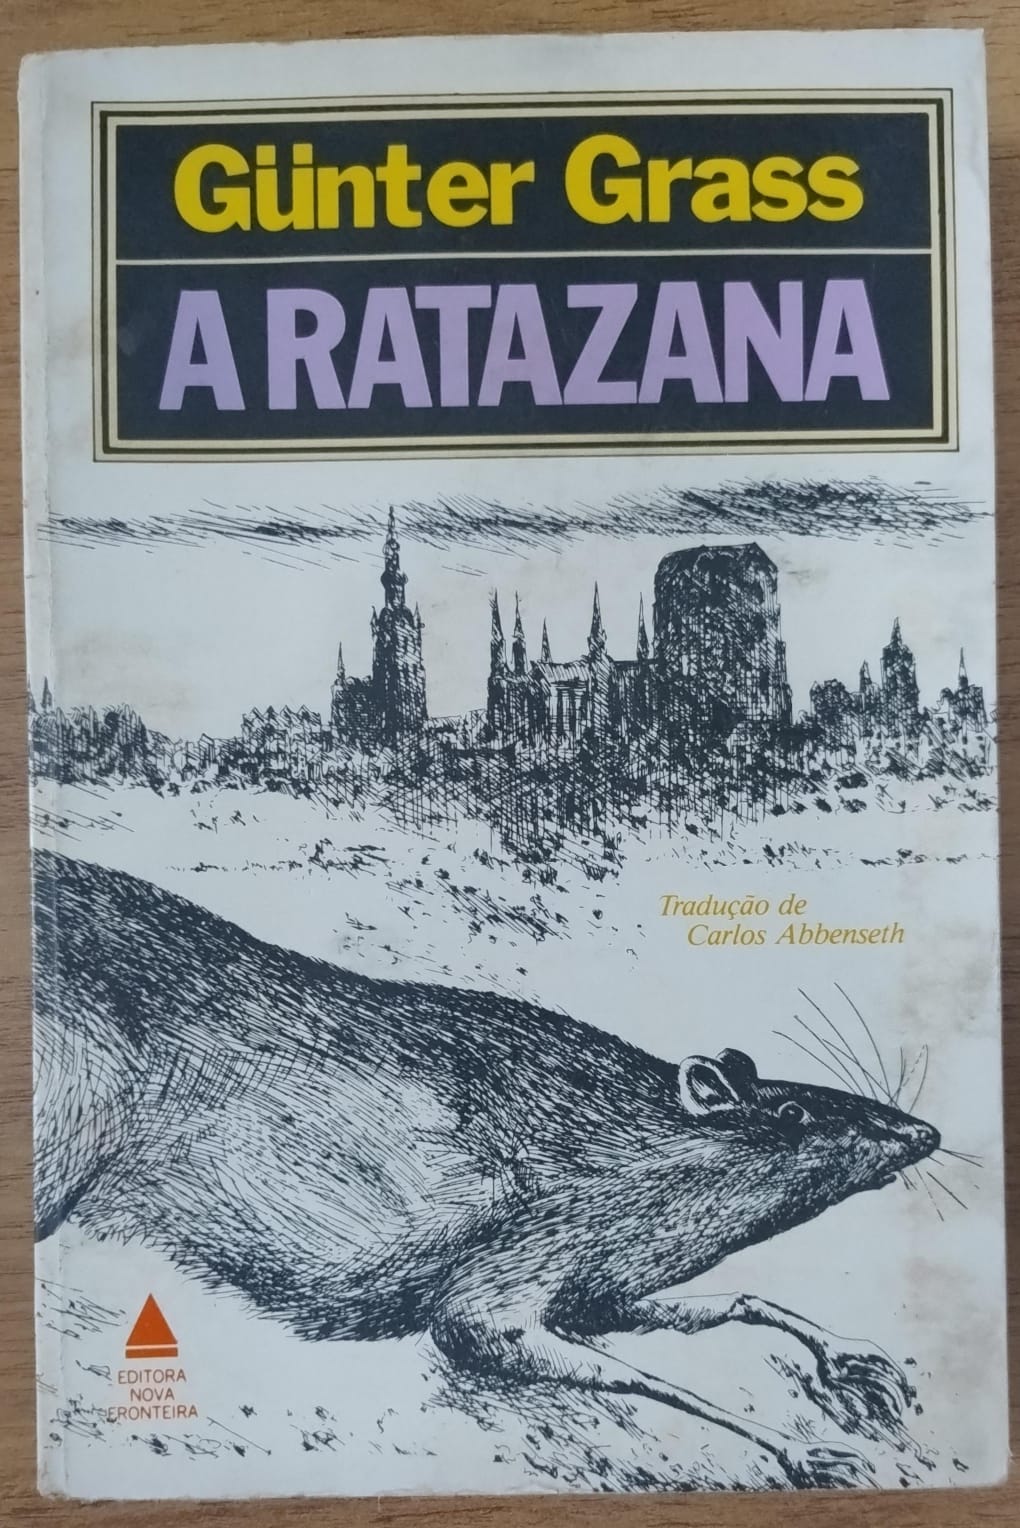 Günter Grass
A RATAZANA
Tradução de
Carlos Abbenseth
EDITORA
NOVA
FRONTEIRA